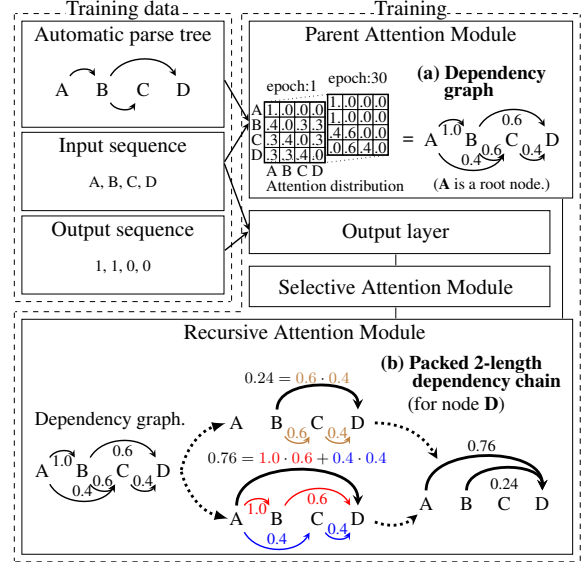 Training data
Automatic parse tree
A B C D
Input sequence
A, B, C, D
Output sequence
1, 1, 0, 0
Training
Parent Attention Module
epoch:1
epoch:30
A 1. .0 .0 .0
B .4 .0 .3 .3
C .3 .4 .0 .3
D .3 .3 .4 .0
A B C D
1. .0 .0 .0
1. .0 .0 .0
.4 .6 .0 .0
.0 .6 .4 .0
Attention distribution
=
(a) Dependency
graph
0.6
1.0
A B C D
0.4 0.6 0.4
(A is a root node.)
Output layer
Selective Attention Module
Recursive Attention Module
(b) Packed 2-length
dependency chain
(for node D)
Dependency graph.
0.6
1.0
A B C D
0.4 0.6 0.4
0.24 = 0.6 · 0.4
A B C D
0.6 0.4
0.76 = 1.0 · 0.6 + 0.4 · 0.4
A B C D
1.0 0.6
0.4 0.4
0.76
0.24
A B C D